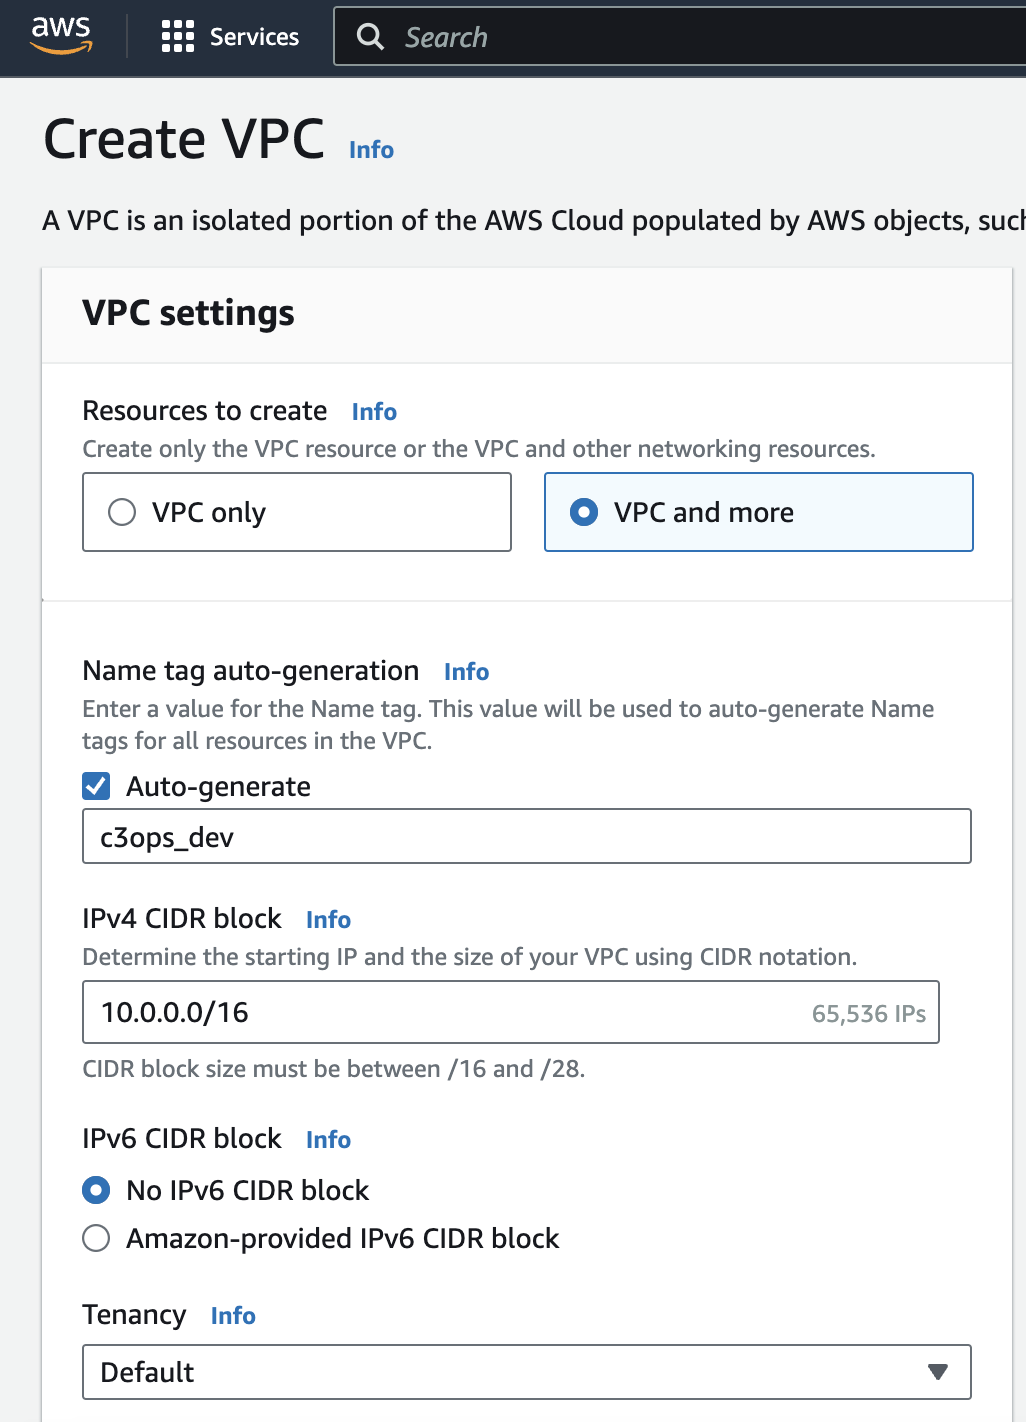 aws
Services
Search
Create VPC Info
A VPC is an isolated portion of the AWS Cloud populated by AWS objects, such
VPC settings
Resources to create Info
Create only the VPC resource or the VPC and other networking resources.
VPC only
VPC and more
Name tag auto-generation Info
Enter a value for the Name tag. This value will be used to auto-generate Name
tags for all resources in the VPC.
Auto-generate
c3ops_dev
IPv4 CIDR block Info
Determine the starting IP and the size of your VPC using CIDR notation.
10.0.0.0/16 65,536 IPs
CIDR block size must be between /16 and /28.
IPv6 CIDR block Info
No IPv6 CIDR block
Amazon-provided IPv6 CIDR block
Tenancy Info
Default